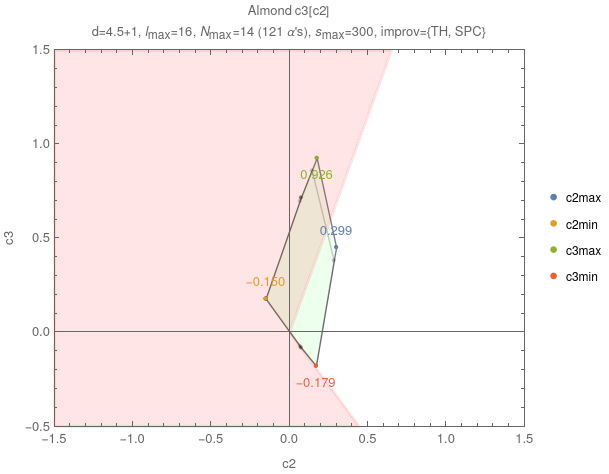 Almond c3[c2]
d=4.5+1, lmax=16, Nmax=14 (121 α's), smax=300, improv={TH, SPC}
1.5
1.0
0.926
0.5
0.299
-0.150
0.0
-0.179
-0.5
-1.5 -1.0 -0.5 0.0 0.5 1.0 1.5
c3
c2
c2max
c2min
c3max
c3min